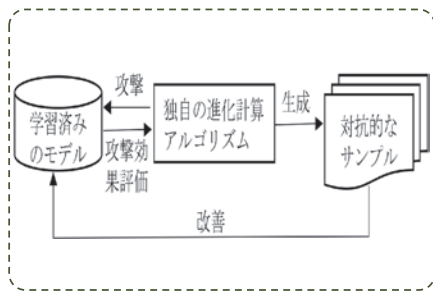 攻撃
学習済み
のモデル
攻撃効
果評価
独自の進化計算
アルゴリズム
生成
対抗的な
サンプル
改善